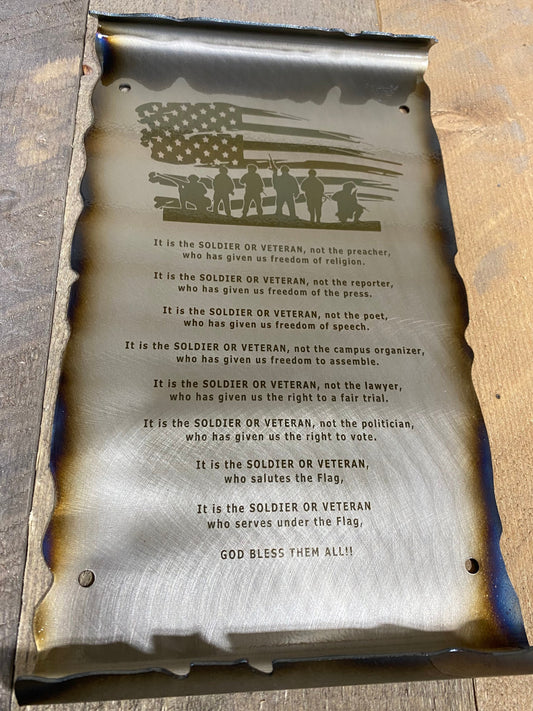 It is the SOLDIER OR VETERAN, not the preacher,
who has given us freedom of religion.
It is the SOLDIER OR VETERAN, not the reporter,
who has given us freedom of the press.
It is the SOLDIER OR VETERAN, not the poet,
who has given us freedom of speech.
It is the SOLDIER OR VETERAN, not the campus organizer,
who has given us freedom to assemble.
It is the SOLDIER OR VETERAN, not the lawyer,
who has given us the right to a fair trial.
It is the SOLDIER OR VETERAN, not the politician,
who has given us the right to vote.
It is the SOLDIER OR VETERAN,
who salutes the Flag,
It is the SOLDIER OR VETERAN
who serves under the Flag,
GOD BLESS THEM ALL!!